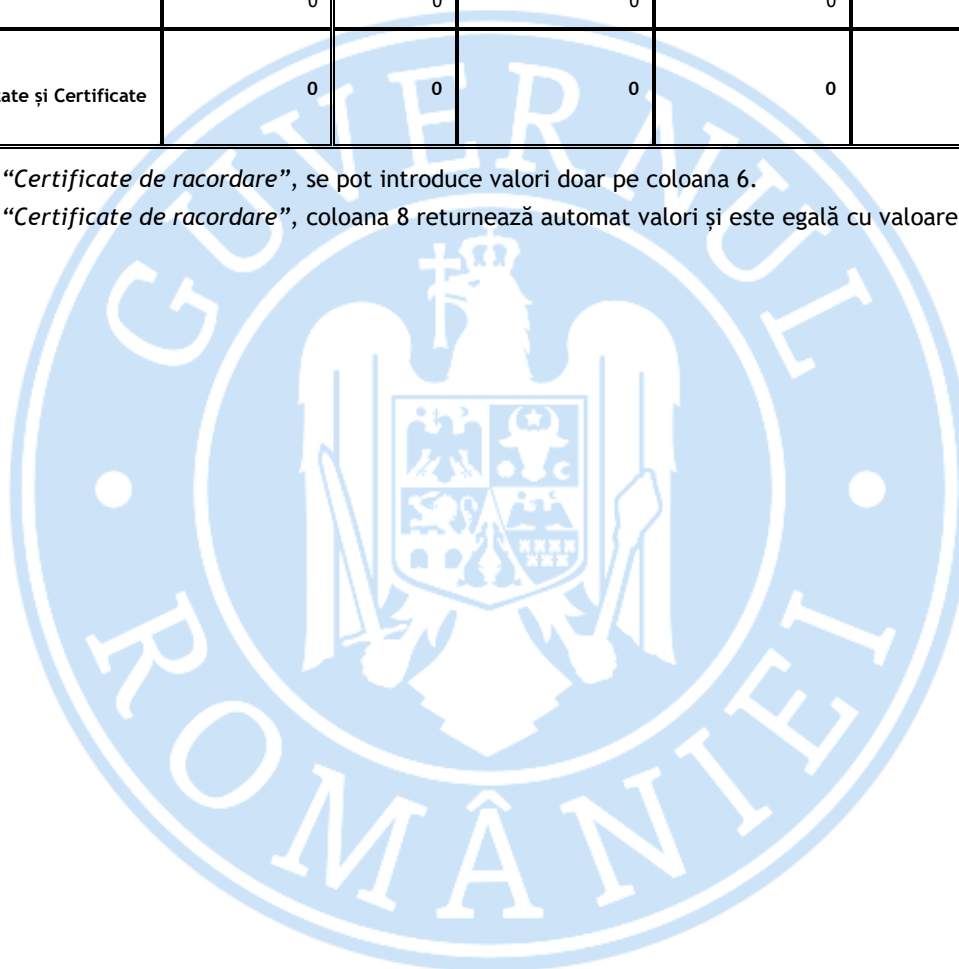 0 0 0 0
ate și Certificate 0 0 0 0
“Certificate de racordare”, se pot introduce valori doar pe coloana 6.
“Certificate de racordare”, coloana 8 returnează automat valori și este egală cu valoare
GUVERNUL
ROMÂNIEI